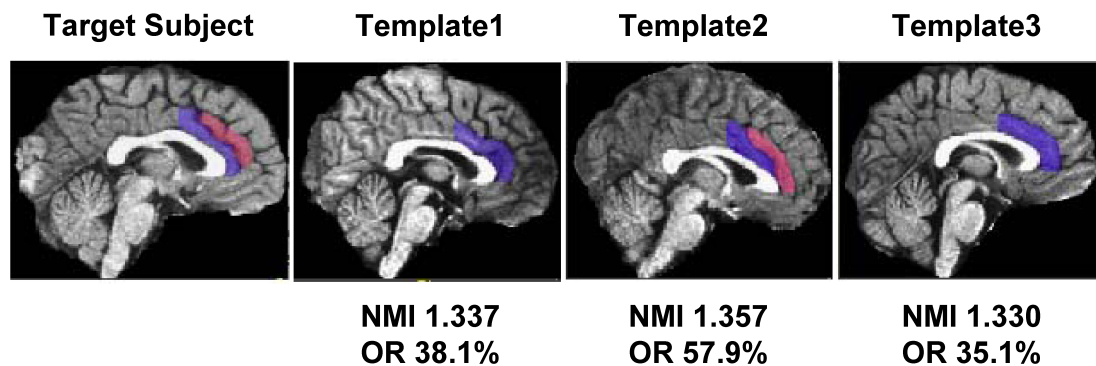 Target Subject Template1 Template2 Template3
NMI 1.337 NMI 1.357 NMI 1.330
OR 38.1% OR 57.9% OR 35.1%